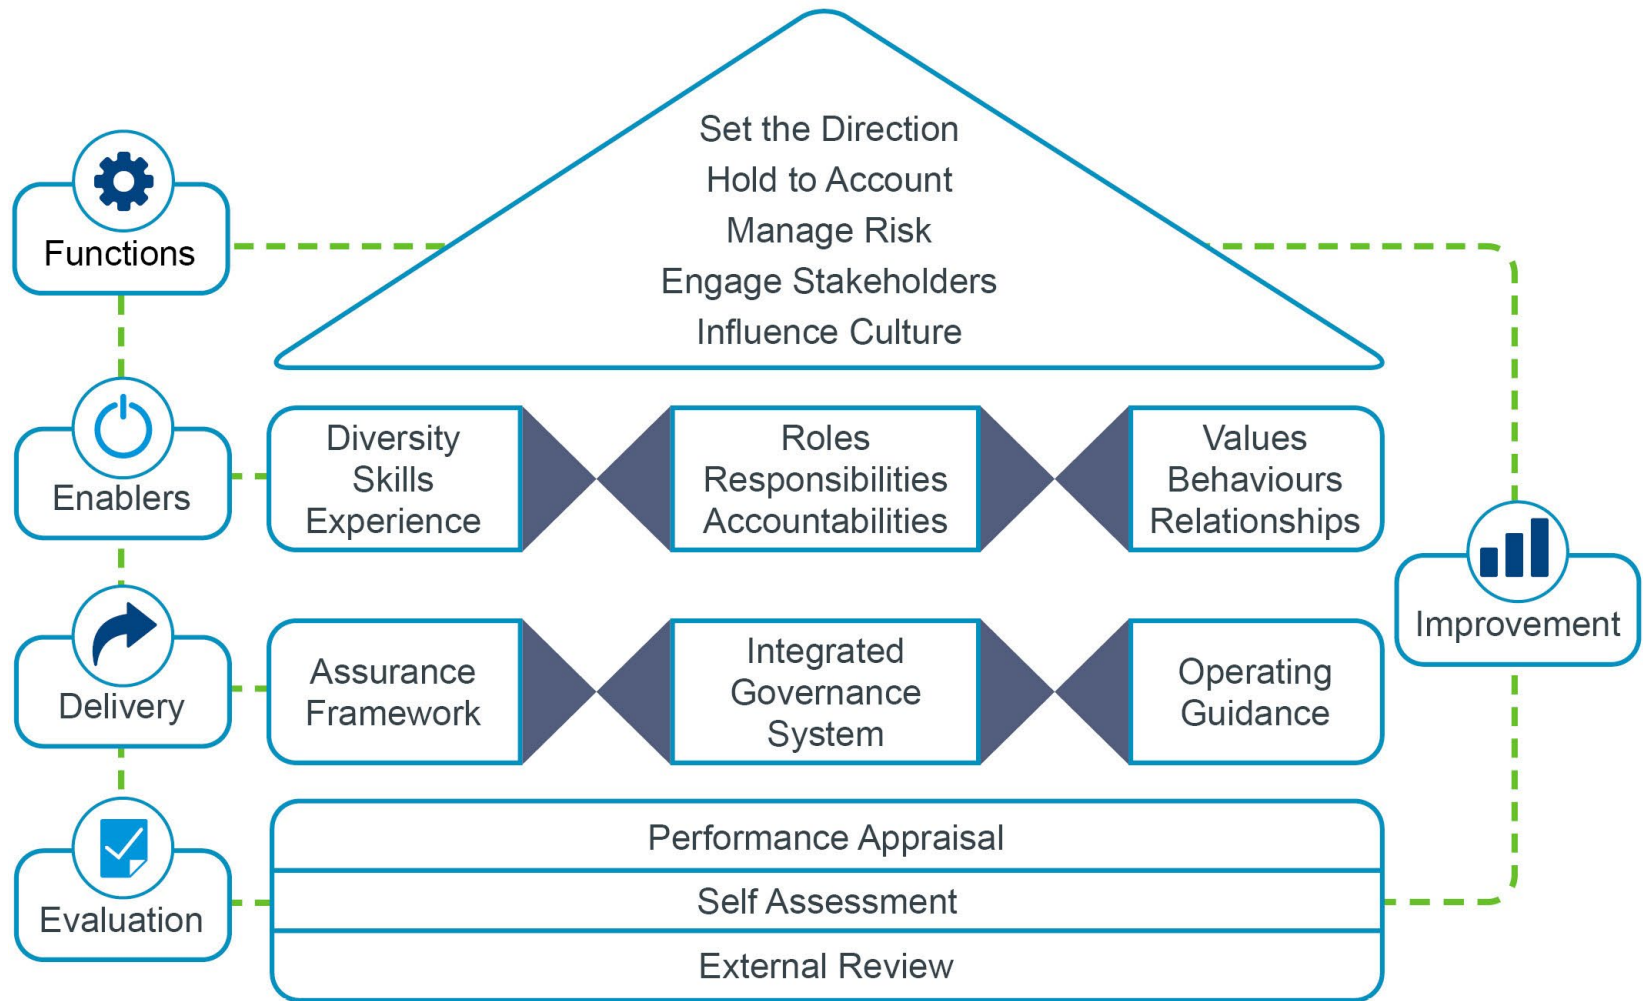 Set the Direction
Hold to Account
Manage Risk
Engage Stakeholders
Influence Culture
Functions
Enablers
Diversity
Skills
Experience
Roles
Responsibilities
Accountabilities
Values
Behaviours
Relationships
Delivery
Assurance
Framework
Integrated
Governance
System
Operating
Guidance
Improvement
Evaluation
Performance Appraisal
Self Assessment
External Review